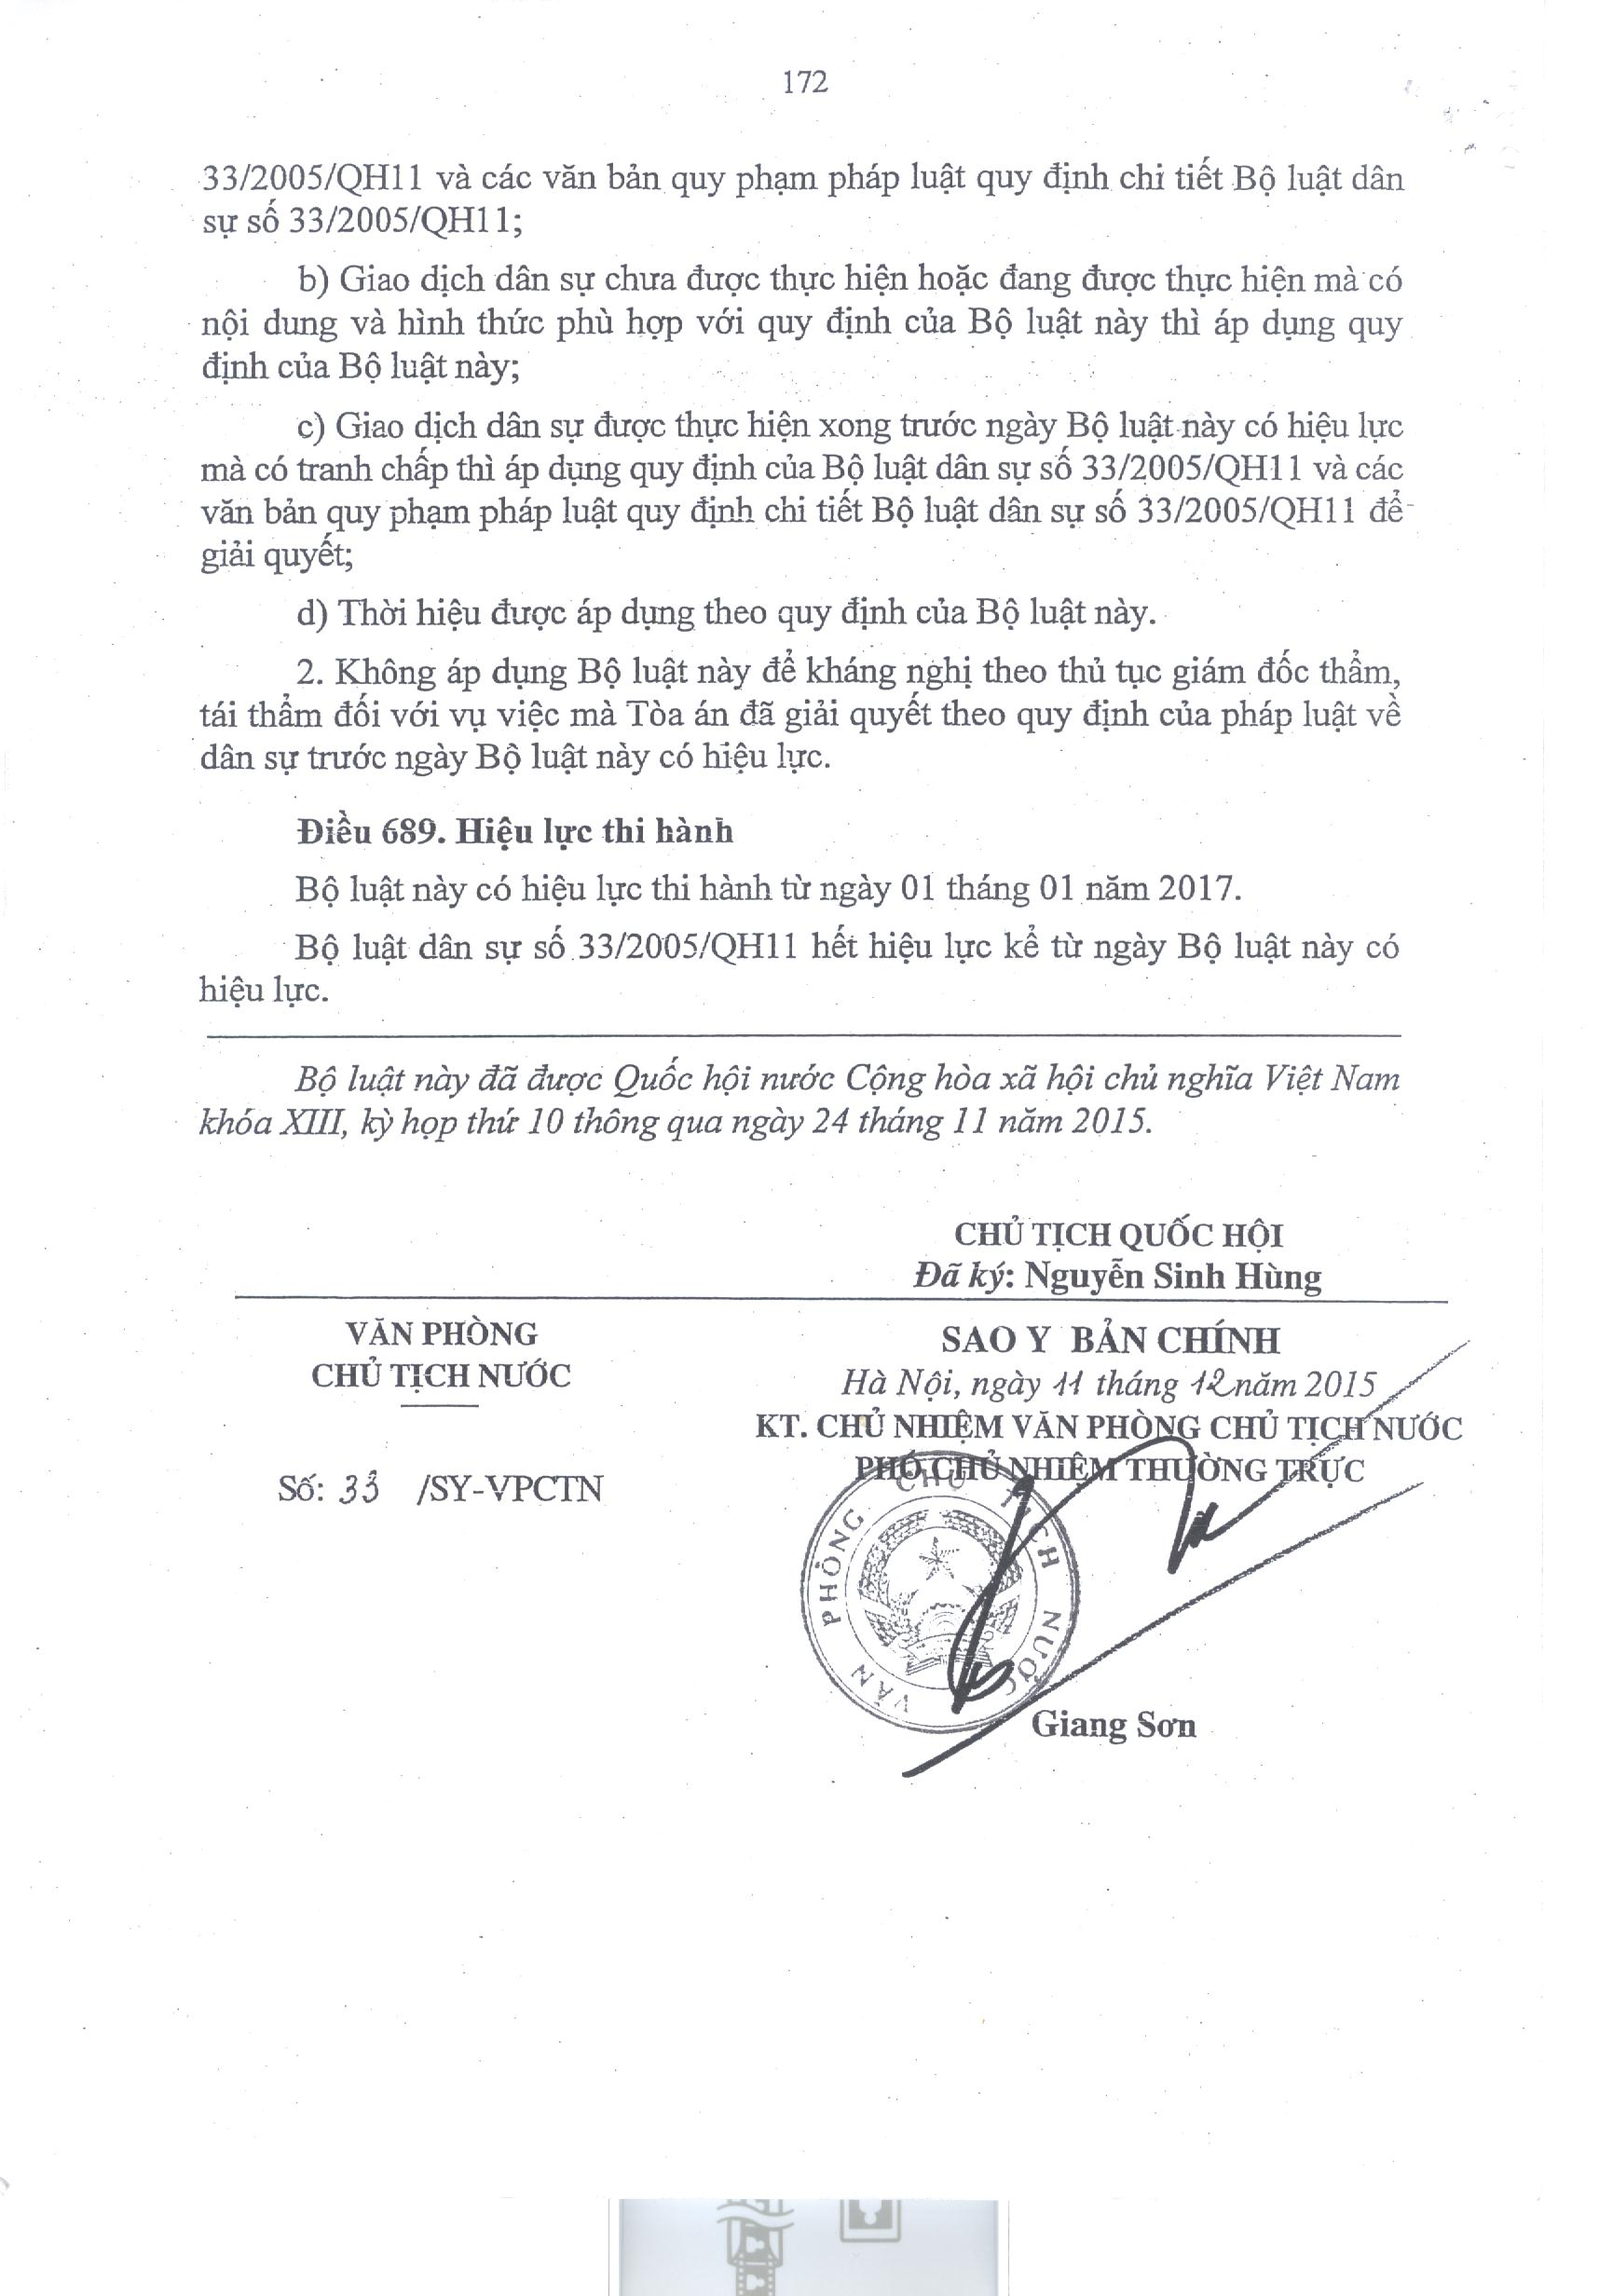 172
33/2005/QH11 và các văn bản quy phạm pháp luật quy định chi tiết Bộ luật dân
sự số 33/2005/QH11;
b) Giao dịch dân sự chưa được thực hiện hoặc đang được thực hiện mà có
nội dung và hình thức phù hợp với quy định của Bộ luật này thì áp dụng quy
định của Bộ luật này;
c) Giao dịch dân sự được thực hiện xong trước ngày Bộ luật này có hiệu lực
mà có tranh chấp thì áp dụng quy định của Bộ luật dân sự số 33/2005/QH11 và các
văn bản quy phạm pháp luật quy định chi tiết Bộ luật dân sự số 33/2005/QH11 để
giải quyết;
d) Thời hiệu được áp dụng theo quy định của Bộ luật này.
2. Không áp dụng Bộ luật này để kháng nghị theo thủ tục giám đốc thẩm,
tái thẩm đối với vụ việc mà Tòa án đã giải quyết theo quy định của pháp luật về
dân sự trước ngày Bộ luật này có hiệu lực.
Điều 689. Hiệu lực thi hành
Bộ luật này có hiệu lực thi hành từ ngày 01 tháng 01 năm 2017.
Bộ luật dân sự số 33/2005/QH11 hết hiệu lực kể từ ngày Bộ luật này có
hiệu lực.
Bộ luật này đã được Quốc hội nước Cộng hòa xã hội chủ nghĩa Việt Nam
khóa XIII, kỳ họp thứ 10 thông qua ngày 24 tháng 11 năm 2015.
CHỦ TỊCH QUỐC HỘI
Đã ký: Nguyễn Sinh Hùng
VĂN PHÒNG
CHỦ TỊCH NƯỚC
Số: 33 /SY-VPCTN
SAO Y BẢN CHÍNH
Hà Nội, ngày 11 tháng 12 năm 2015
KT. CHỦ NHIỆM VĂN PHÒNG CHỦ TỊCH NƯỚC
PHÓ CHỦ NHIỆM THƯỜNG TRỰC
VĂN PHÒNG CHỦ TỊCH NƯỚC
Giang Sơn